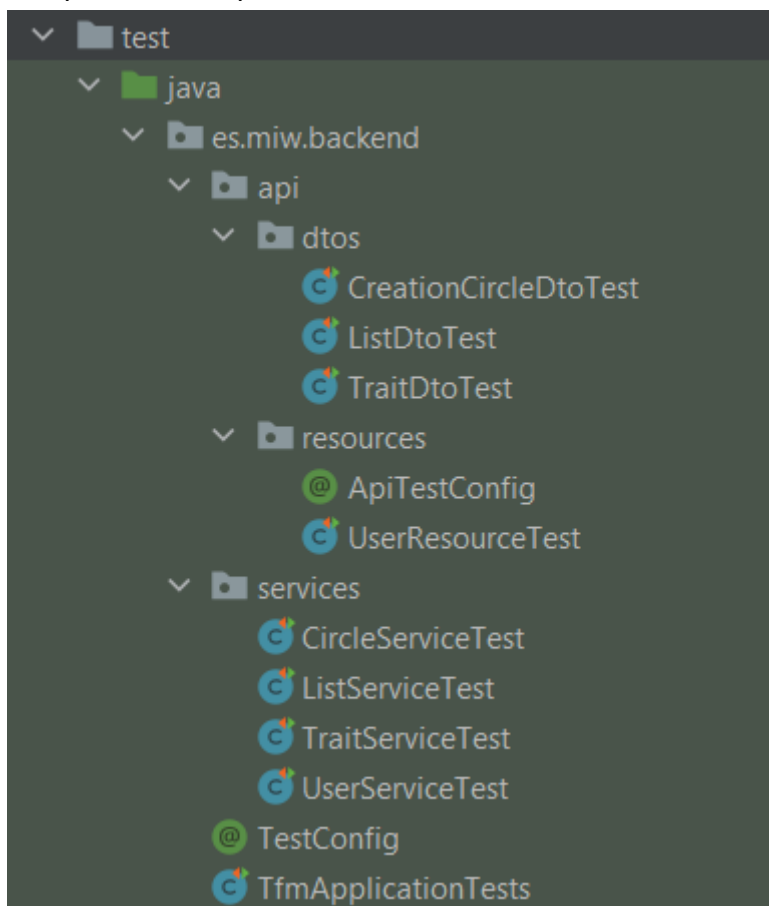 test
java
es.miw.backend
api
dtos
CreationCircleDtoTest
ListDtoTest
TraitDtoTest
resources
ApiTestConfig
UserResourceTest
services
CircleServiceTest
ListServiceTest
TraitServiceTest
UserServiceTest
TestConfig
TfmApplicationTests